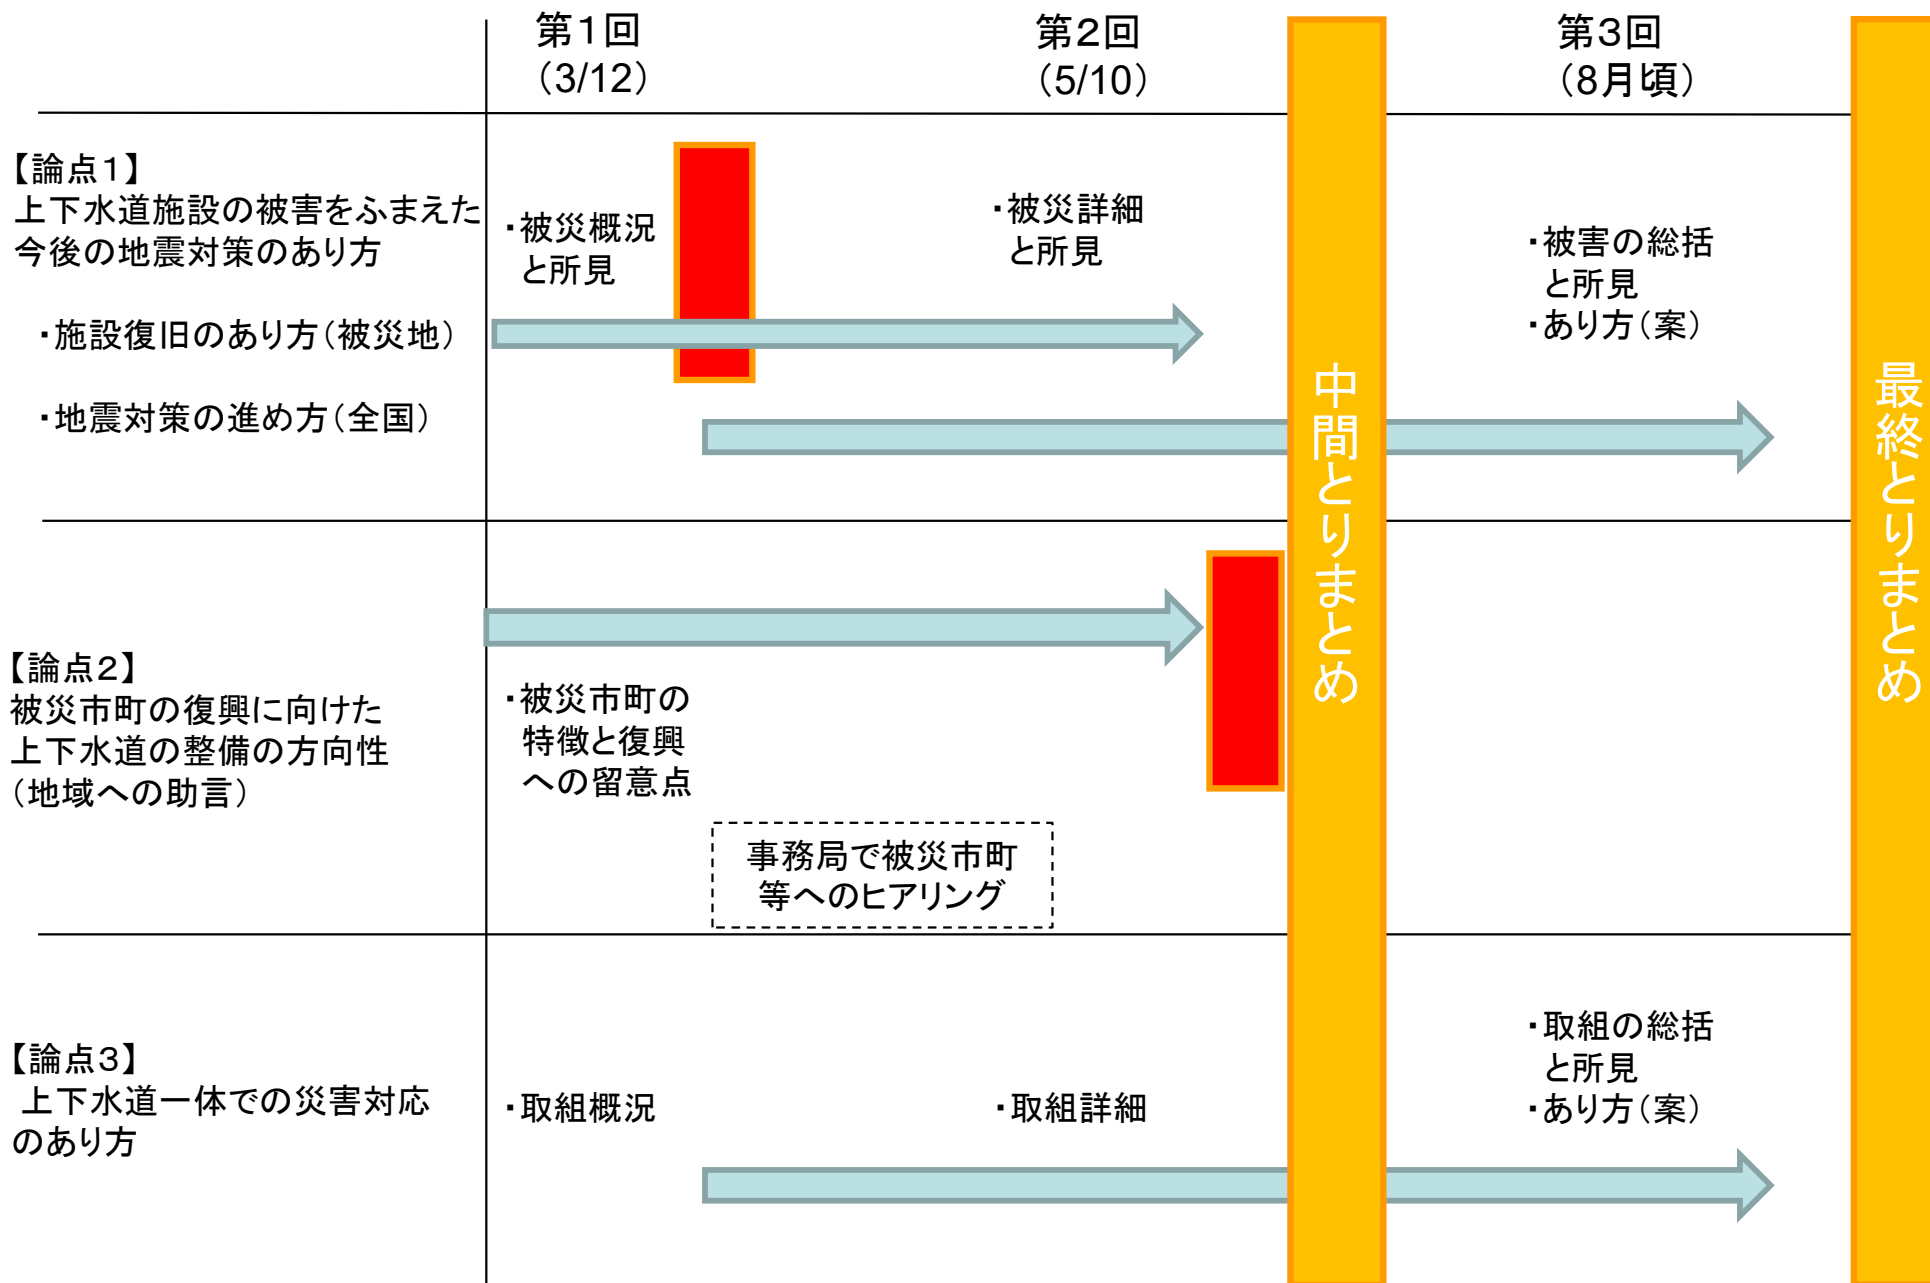 第1回
（3/12）
第2回
（5/10）
第3回
（8月頃）
【論点1】
上下水道施設の被害をふまえた
今後の地震対策のあり方
・施設復旧のあり方（被災地）
・地震対策の進め方（全国）
・被災概況
と所見
・被災詳細
と所見
・被害の総括
と所見
・あり方（案）
【論点2】
被災市町の復興に向けた
上下水道の整備の方向性
（地域への助言）
・被災市町の
特徴と復興
への留意点
事務局で被災市町
等へのヒアリング
【論点3】
上下水道一体での災害対応
のあり方
・取組概況
・取組詳細
・取組の総括
と所見
・あり方（案）
中間とりまとめ
最終とりまとめ